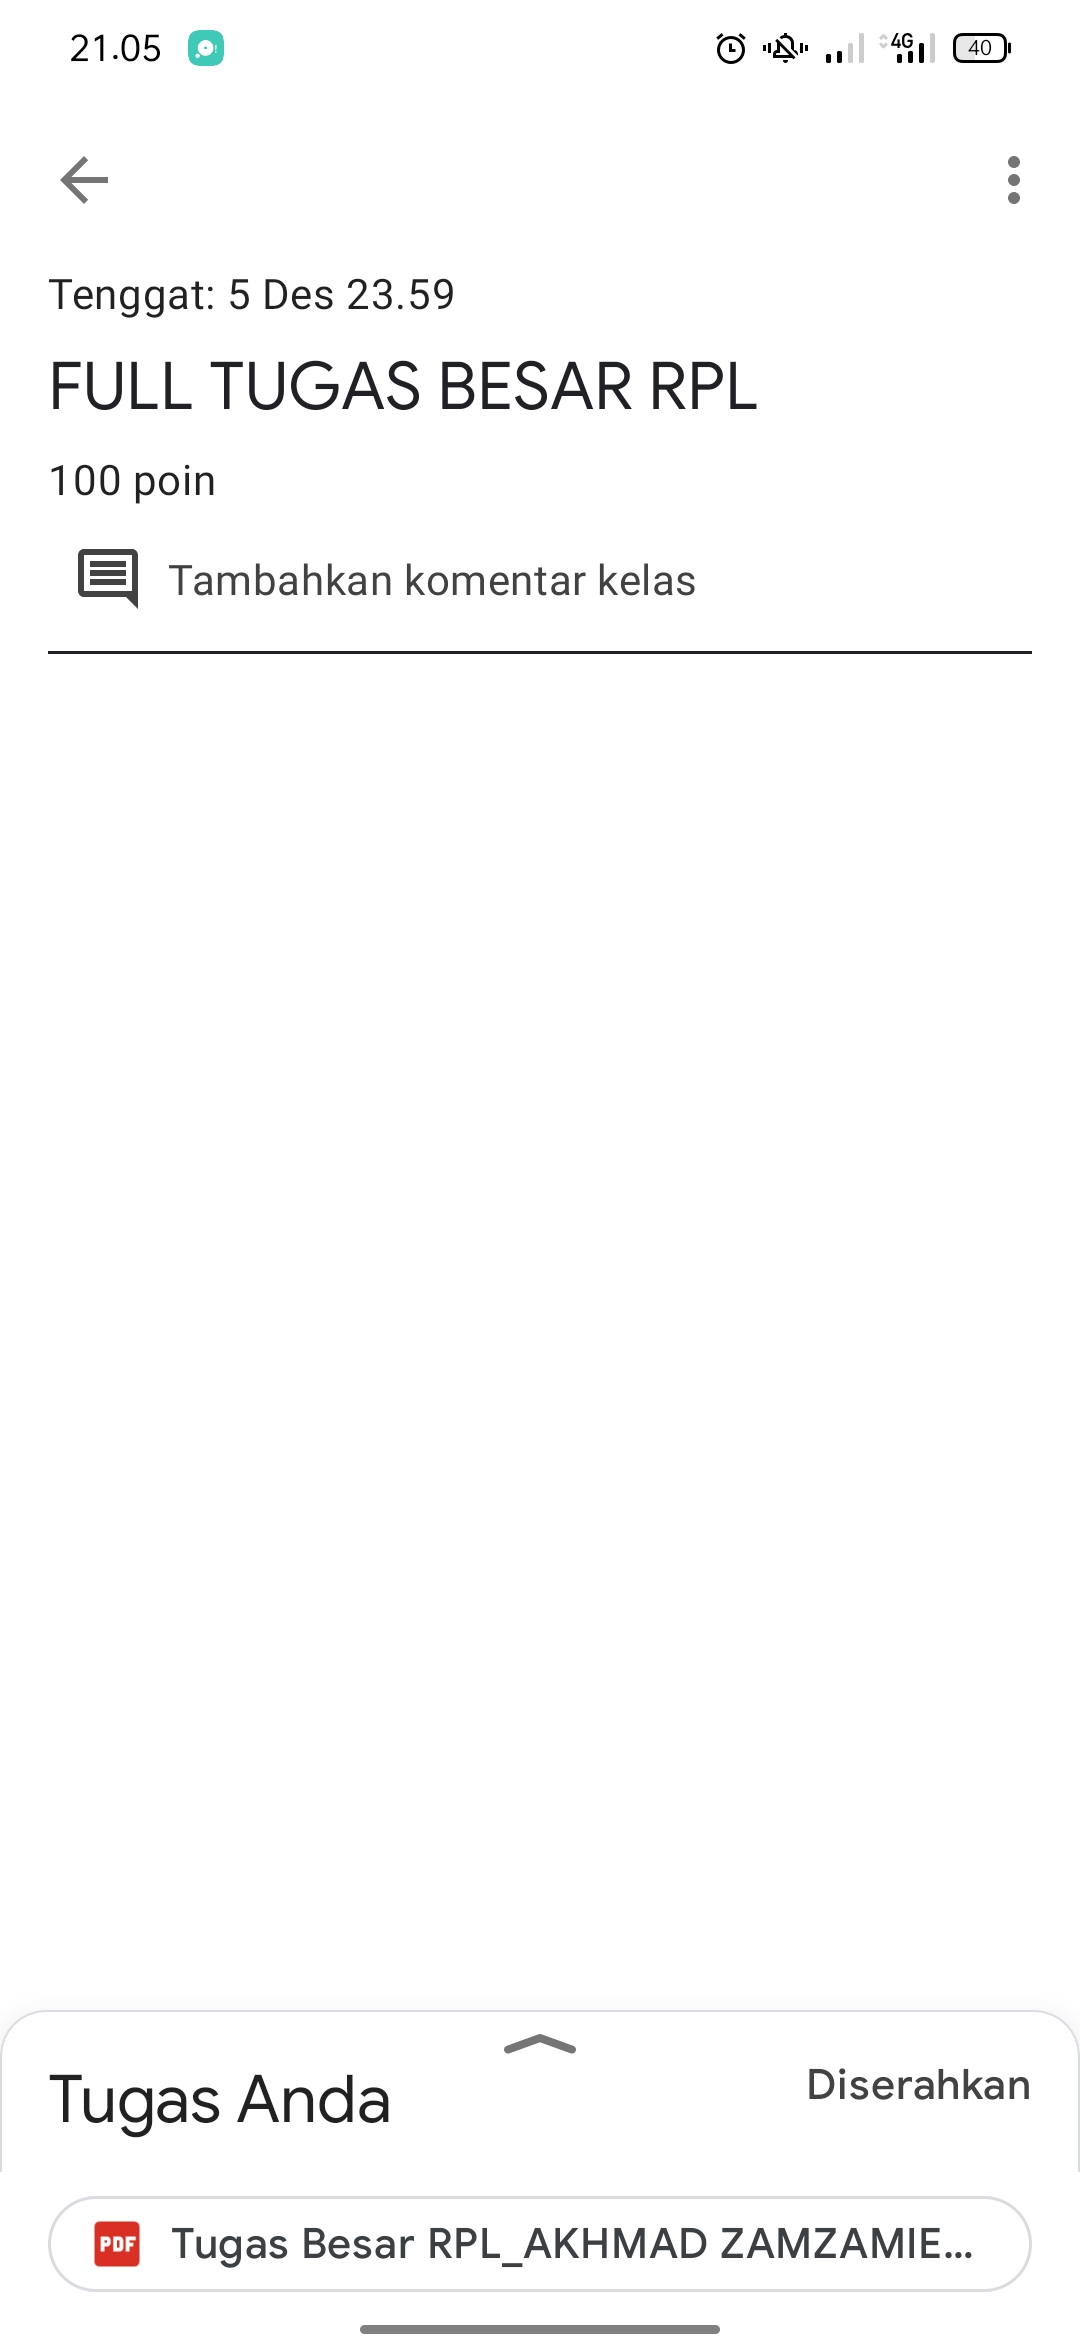 21.05
4G
40
Tenggat: 5 Des 23.59
FULL TUGAS BESAR RPL
100 poin
Tambahkan komentar kelas
Tugas Anda
Diserahkan
PDF
Tugas Besar RPL_AKHMAD ZAMZAMIE...